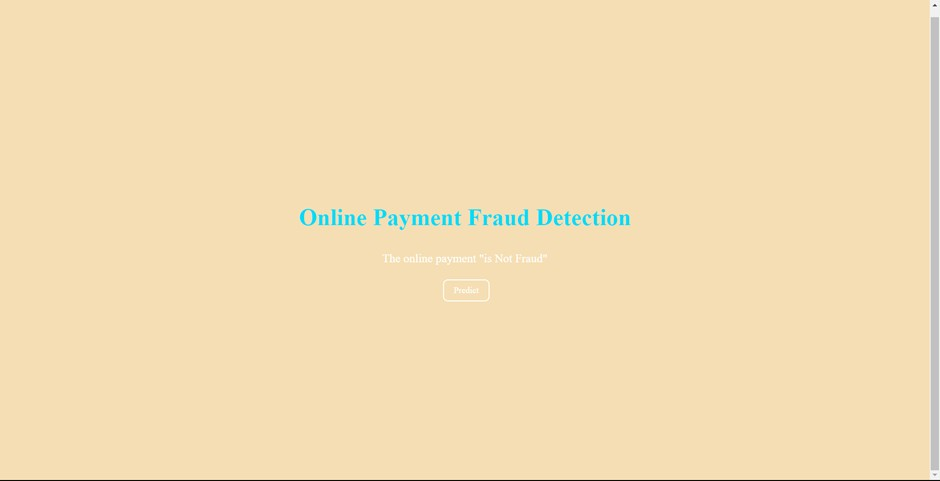 Online Payment Fraud Detection
The online payment "is Not Fraud"
Predict